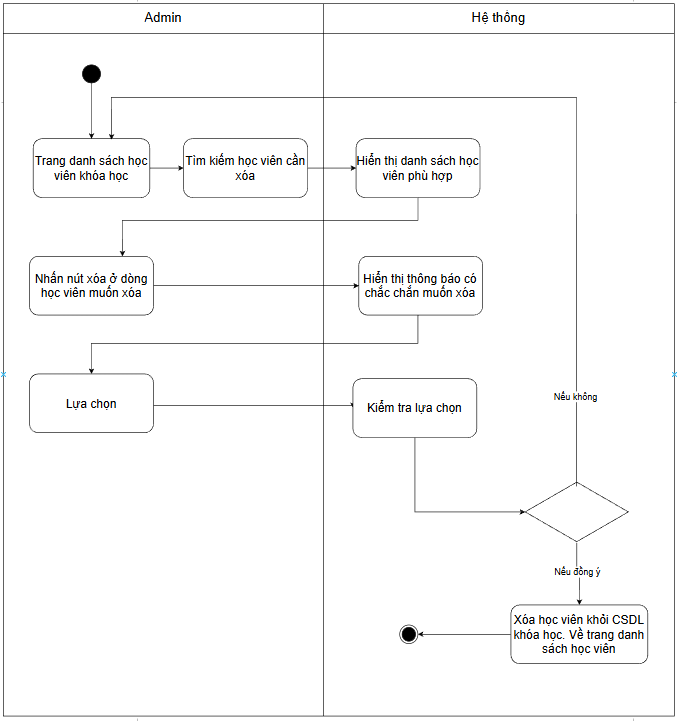 Admin
Hệ thống
Trang danh sách học
viên khóa học
Tìm kiếm học viên cần
xóa
Hiển thị danh sách học
viên phù hợp
Nhấn nút xóa ở dòng
học viên muốn xóa
Hiển thị thông báo có
chắc chắn muốn xóa
Lựa chọn
Kiểm tra lựa chọn
Nếu không
Nếu đồng ý
Xóa học viên khỏi CSDL
khóa học. Về trang danh
sách học viên